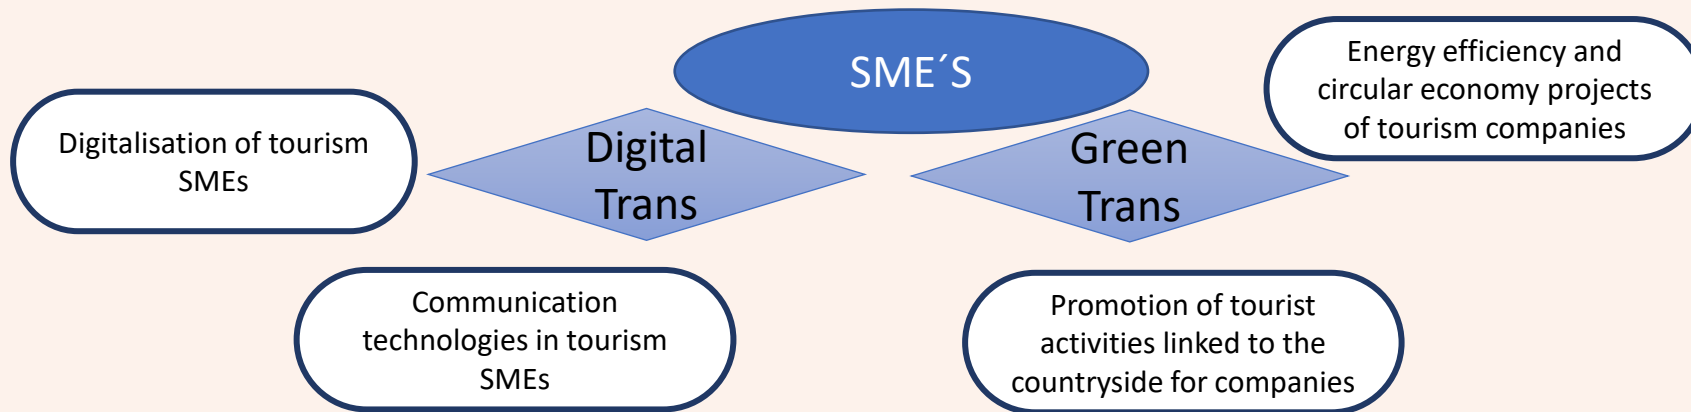 SME´S
Digitalisation of tourism
SMEs
Digital
Trans
Green
Trans
Energy efficiency and
circular economy projects
of tourism companies
Communication
technologies in tourism
SMEs
Promotion of tourist
activities linked to the
countryside for companies